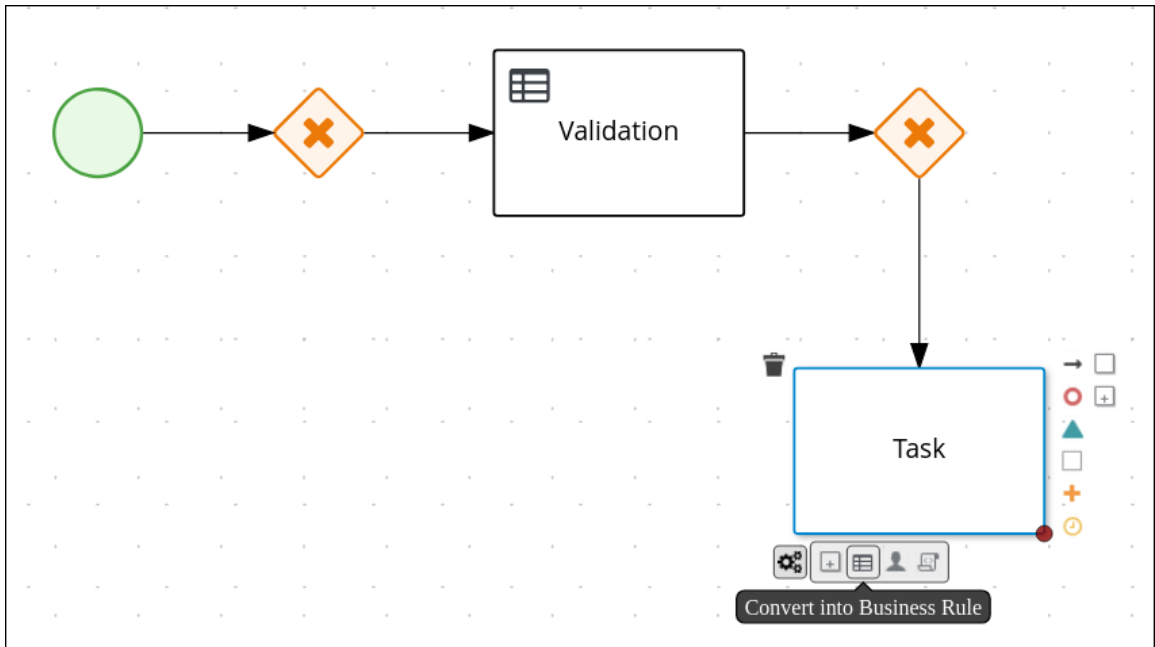 Validation
Task
Convert into Business Rule